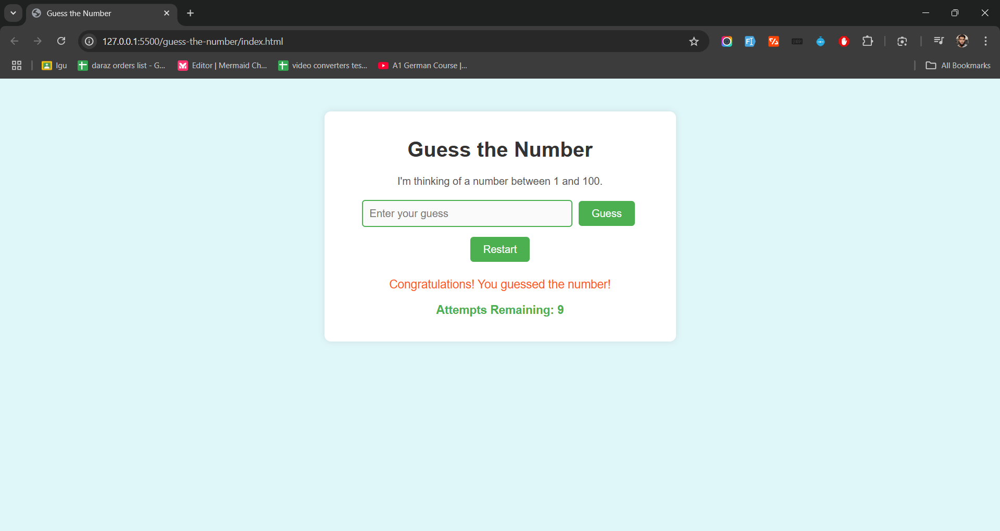 Guess the Number
127.0.0.1:5500/guess-the-number/index.html
Igu
daraz orders list - G...
Editor | Mermaid Ch...
video converters tes...
A1 German Course |...
All Bookmarks
Guess the Number
I'm thinking of a number between 1 and 100.
Enter your guess
Guess
Restart
Congratulations! You guessed the number!
Attempts Remaining: 9